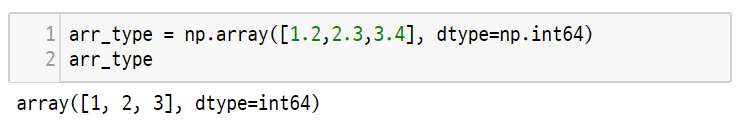 1 arr_type = np.array([1.2,2.3,3.4], dtype=np.int64)
2 arr_type
array([1, 2, 3], dtype=int64)